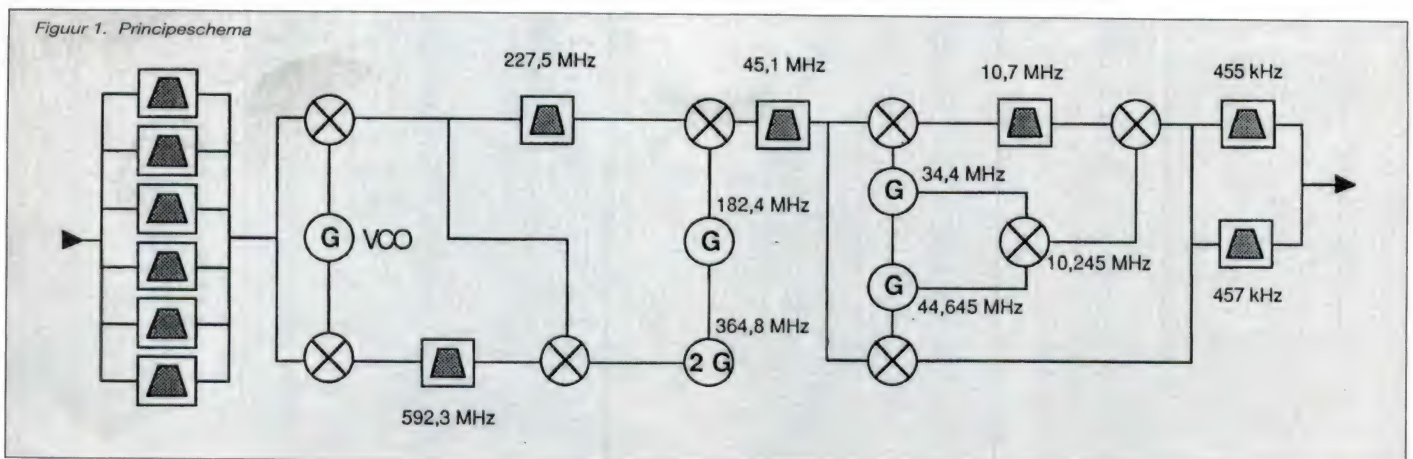 Figuur 1. Principeschema
227,5 MHz
45,1 MHz
10,7 MHz
455 kHz
34,4 MHz
182,4 MHz
G
G VCO
G
10,245 MHz
G
457 kHz
44,645 MHz
364,8 MHz
2 G
592,3 MHz